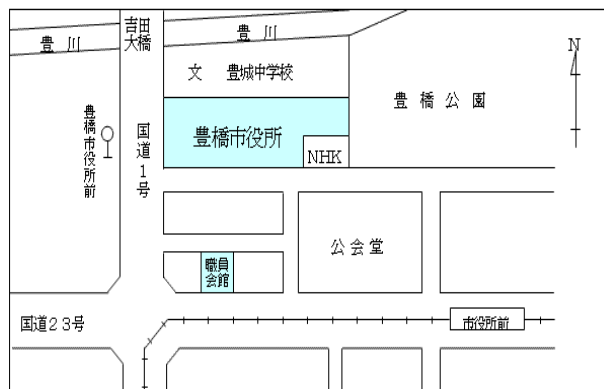 吉田
大橋
豊川
豊川
文 豊城中学校
豊橋公園
N
豊橋市役所前
国道1号
豊橋市役所
NHK
公会堂
職員
会館
国道23号
市役所前